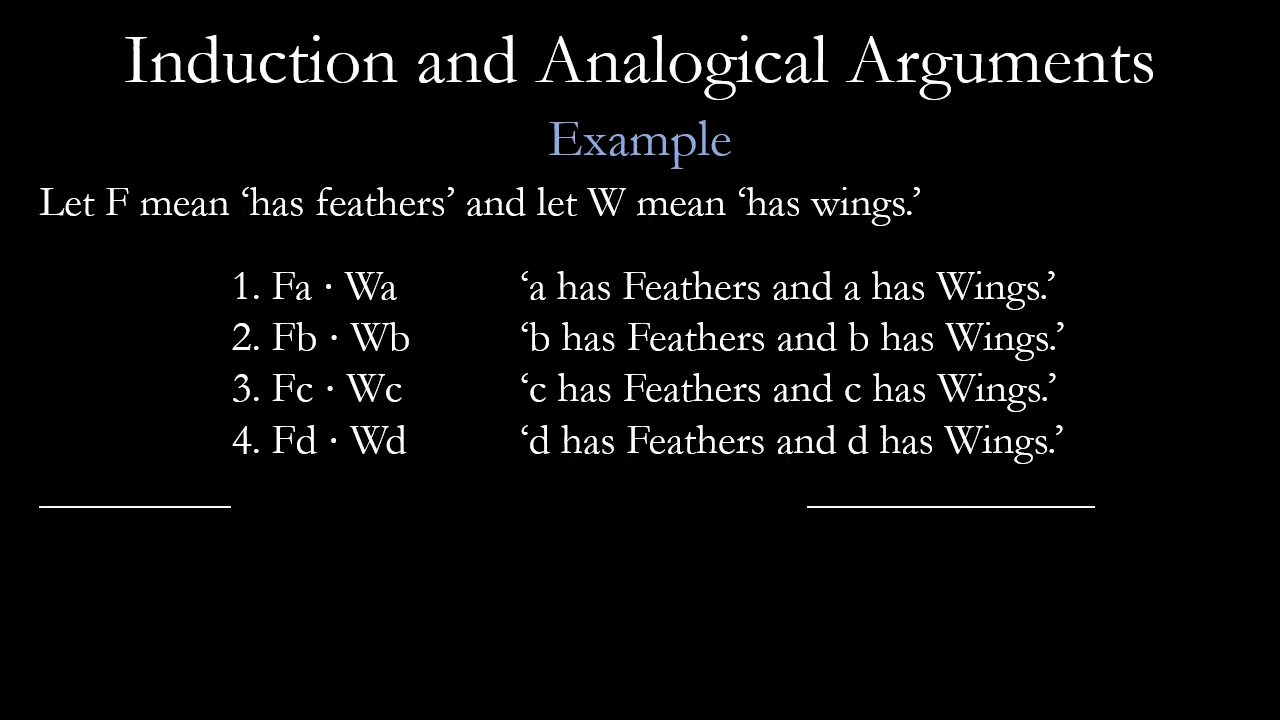 Induction and Analogical Arguments
Example
Let F mean ‘has feathers’ and let W mean ‘has wings.’
1. Fa · Wa ‘a has Feathers and a has Wings.’
2. Fb · Wb ‘b has Feathers and b has Wings.’
3. Fc · Wc ‘c has Feathers and c has Wings.’
4. Fd · Wd ‘d has Feathers and d has Wings.’